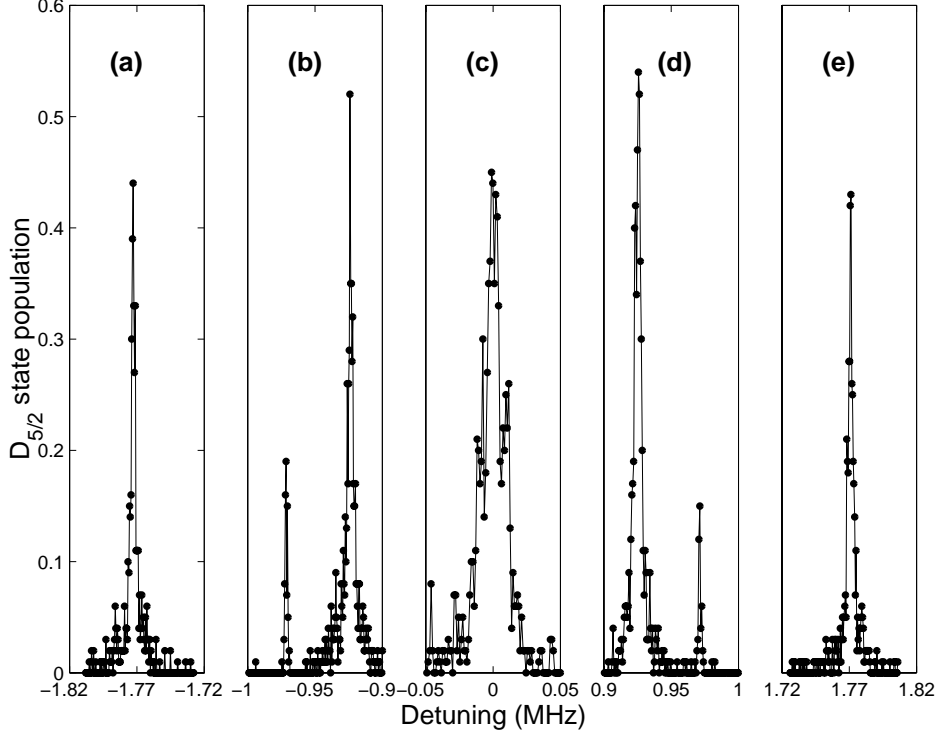 (a) (b) (c) (d) (e)
0.6
0.5
0.4
0.3
0.2
0.1
0
D5/2 state population
−1.82 −1.77 −1.72 −1 −0.95 −0.9 −0.05 0 0.05 0.9 0.95 1 1.72 1.77 1.82
Detuning (MHz)